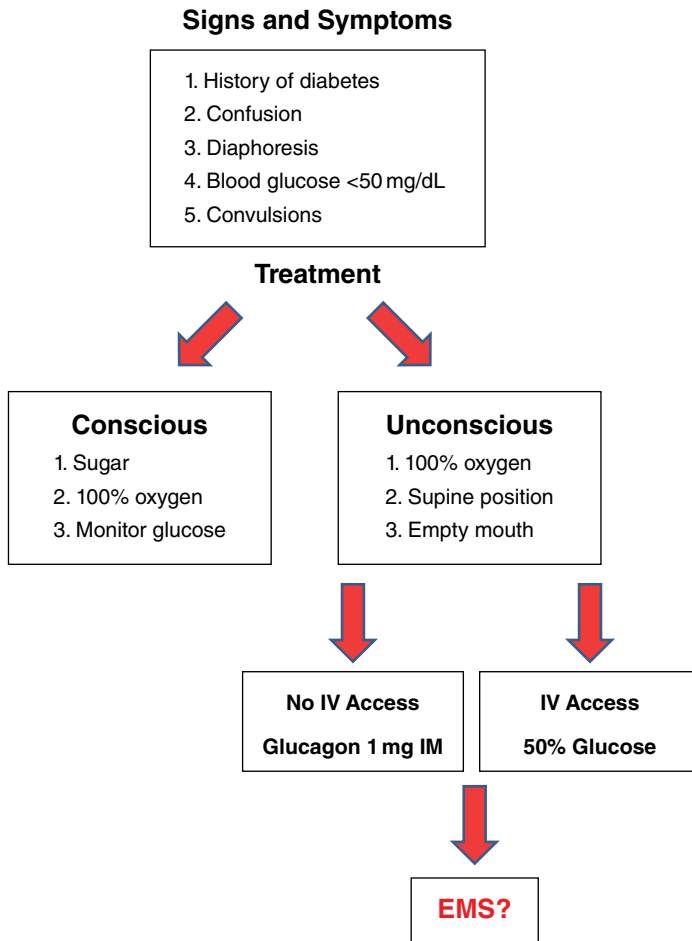 Signs and Symptoms
1. History of diabetes
2. Confusion
3. Diaphoresis
4. Blood glucose <50 mg/dL
5. Convulsions
Treatment
Conscious
1. Sugar
2. 100% oxygen
3. Monitor glucose
Unconscious
1. 100% oxygen
2. Supine position
3. Empty mouth
No IV Access
Glucagon 1 mg IM
IV Access
50% Glucose
EMS?